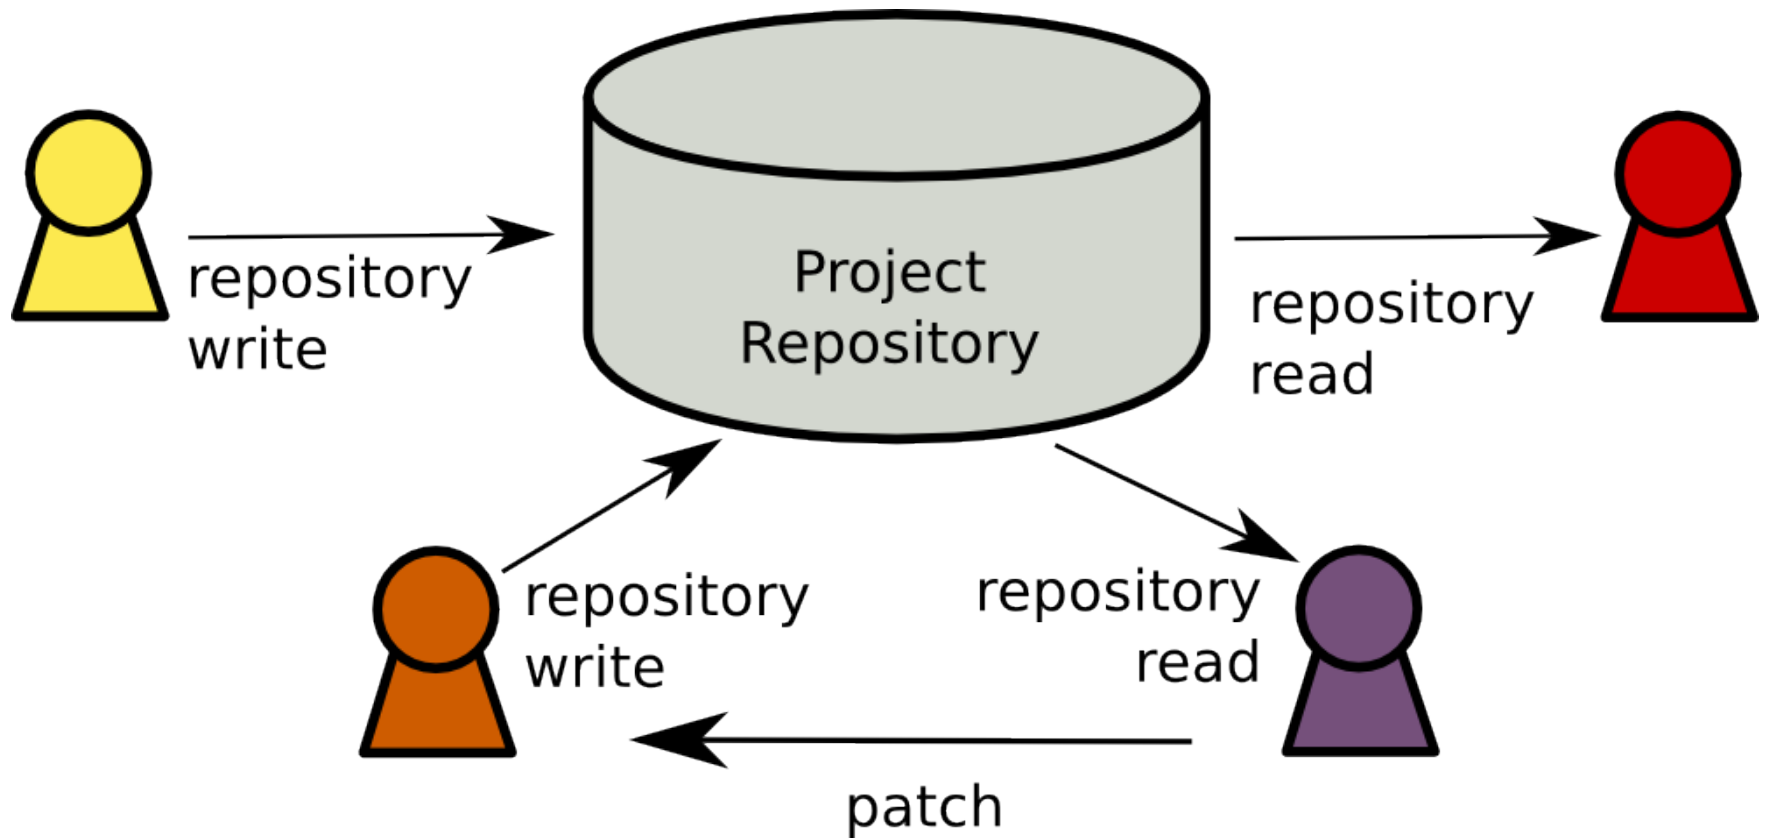 repository
write
Project
Repository
repository
read
repository
write
repository
read
patch